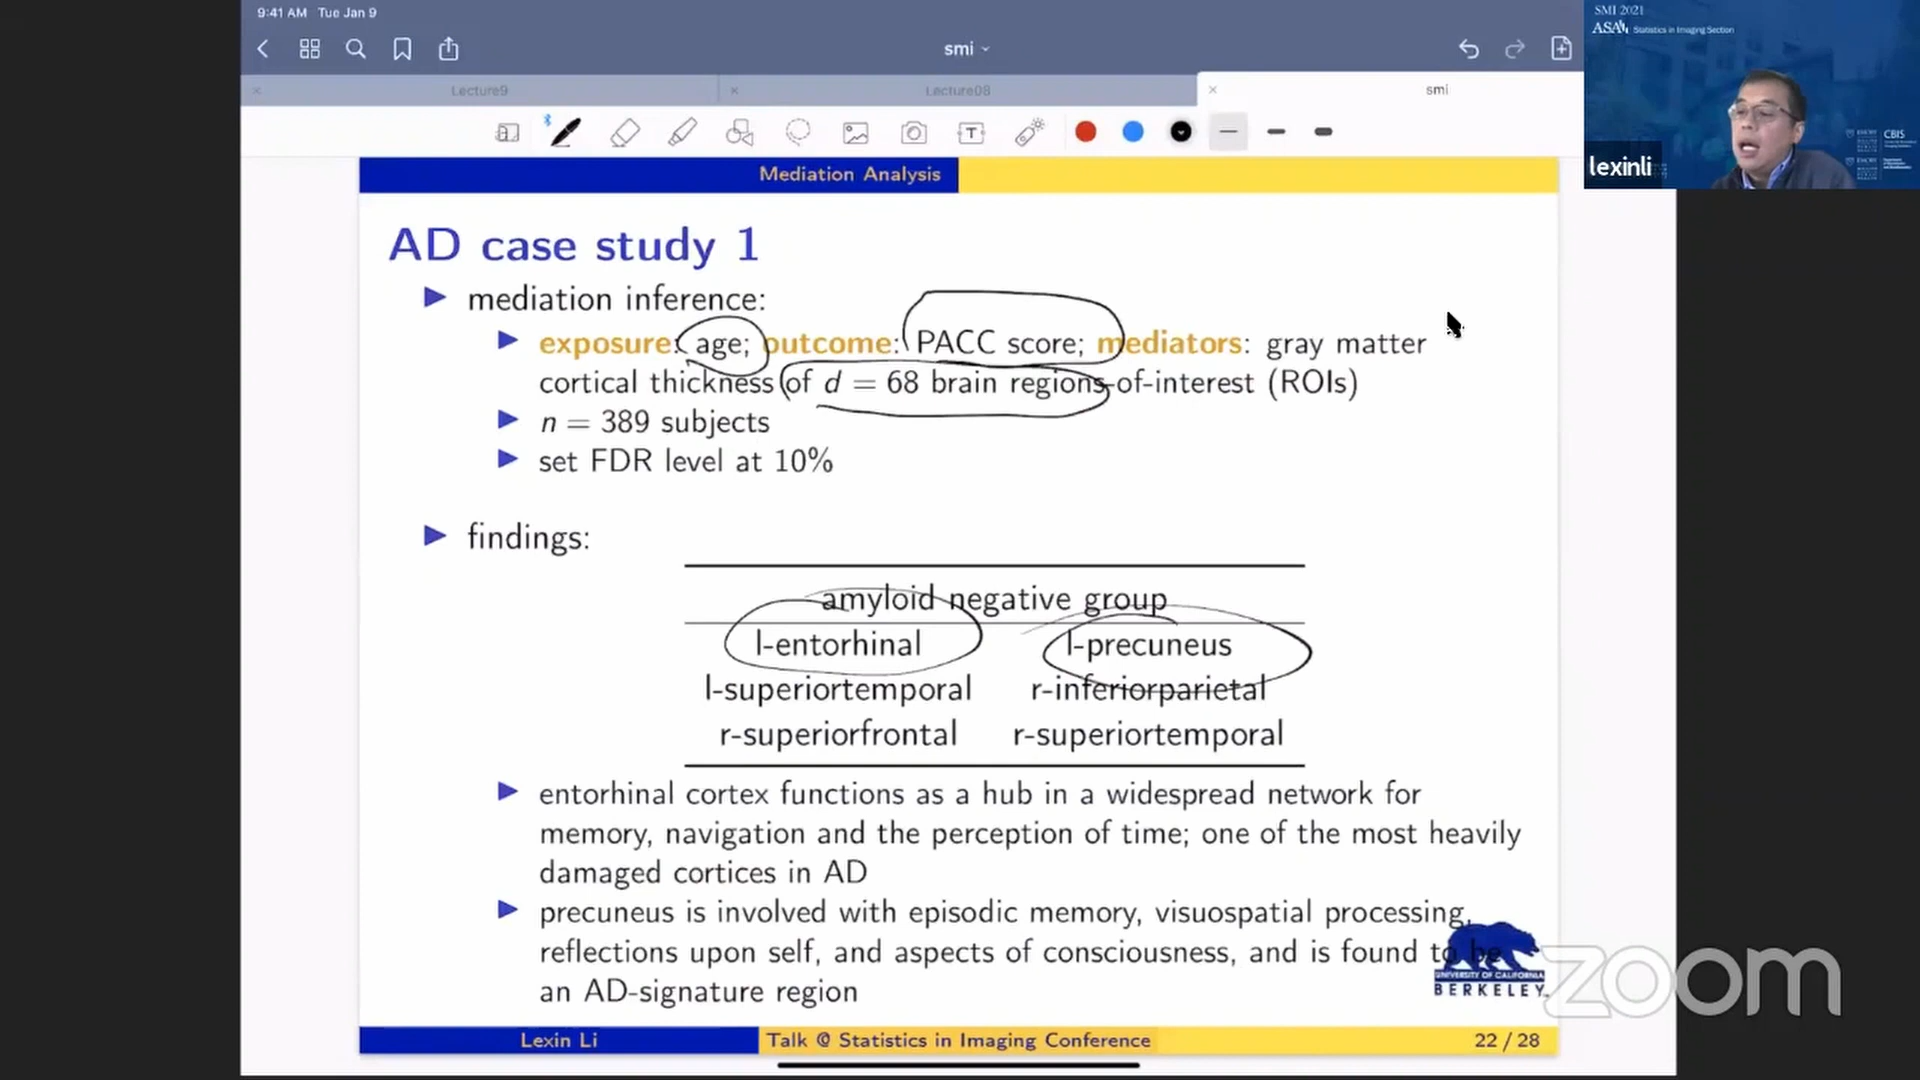 9:41 AM Tue Jan 9
smi
Lecture9
Lecture08
smi
SMI 2021
ASA Statistics in Imaging Section
CBIS
lexinli
Mediation Analysis
AD case study 1
mediation inference:
exposure: age; outcome: PACC score; mediators: gray matter
cortical thickness of d = 68 brain regions-of-interest (ROIs)
n = 389 subjects
set FDR level at 10%
findings:
amyloid negative group
l-entorhinal l-precuneus
l-superiortemporal r-inferiorparietal
r-superiorfrontal r-superiortemporal
entorhinal cortex functions as a hub in a widespread network for
memory, navigation and the perception of time; one of the most heavily
damaged cortices in AD
precuneus is involved with episodic memory, visuospatial processing,
reflections upon self, and aspects of consciousness, and is found to be
an AD-signature region
UNIVERSITY OF CALIFORNIA
BERKELEY
zoom
Lexin Li Talk @ Statistics in Imaging Conference 22 / 28